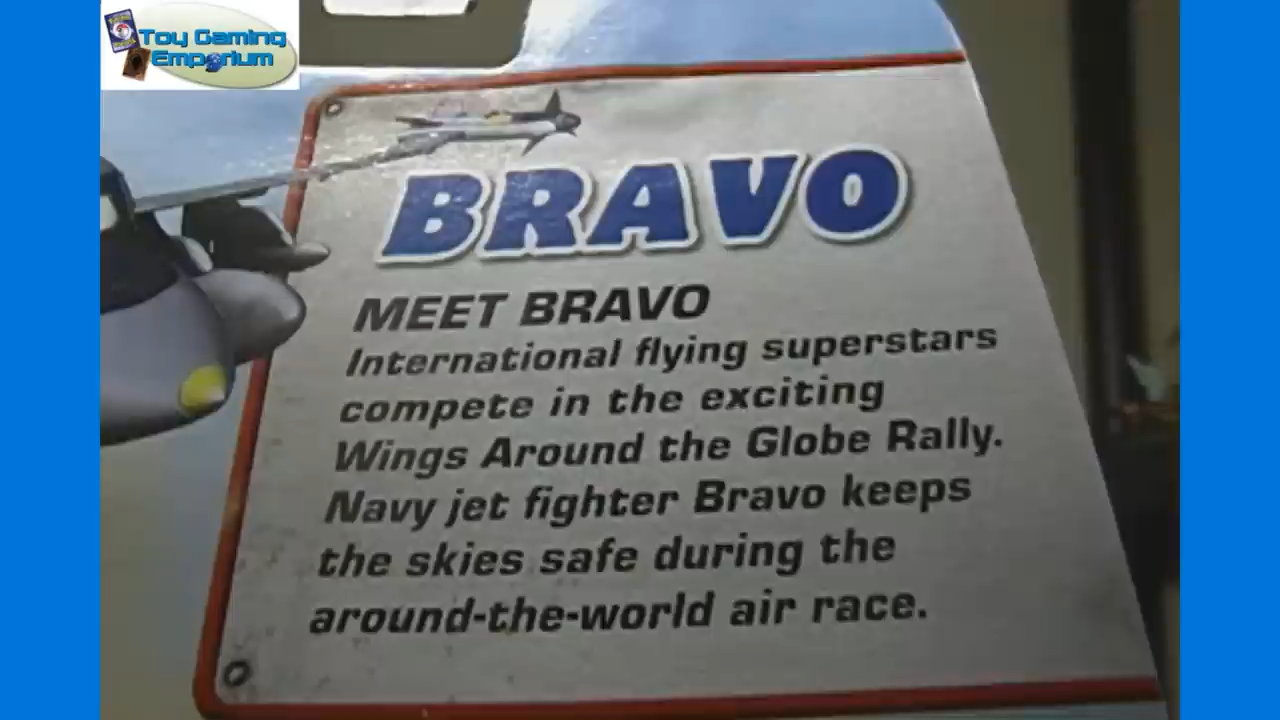 Toy Gaming
Emporium
BRAVO
MEET BRAVO
International flying superstars
compete in the exciting
Wings Around the Globe Rally.
Navy jet fighter Bravo keeps
the skies safe during the
around-the-world air race.